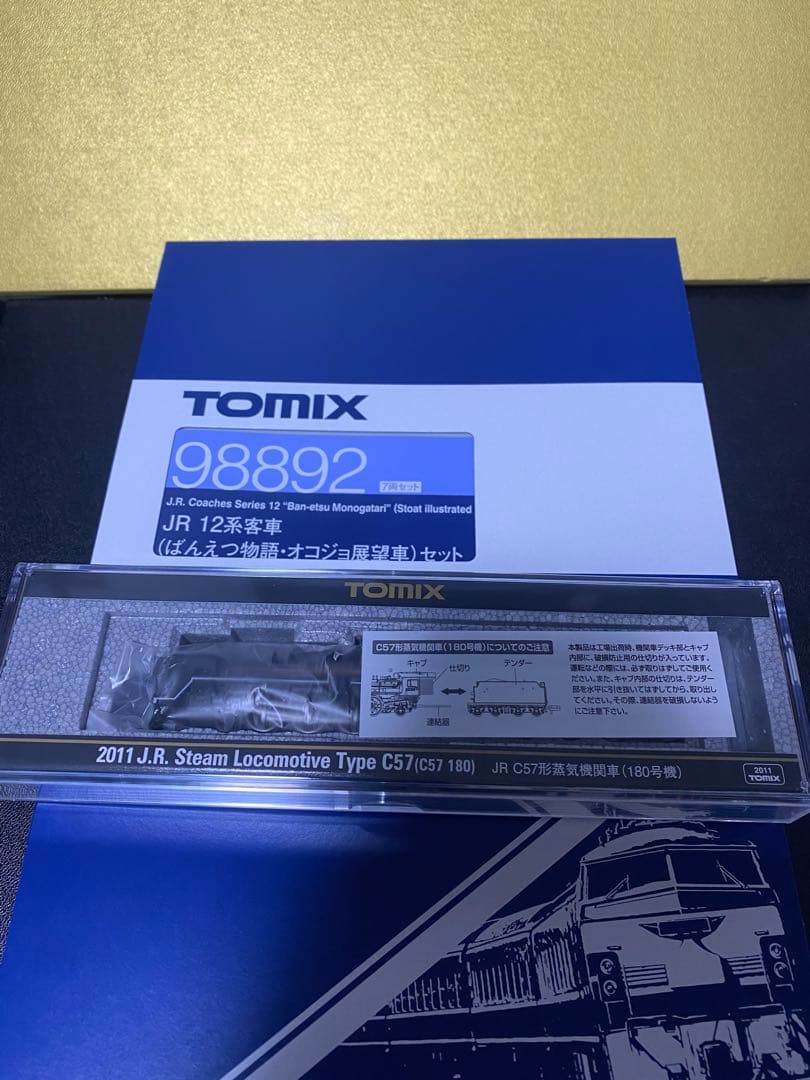 TOMIX
98892 7両セット
J.R. Coaches Series 12 "Ban-etsu Monogatari" (Stoat illustrated
JR 12系客車
(ばんえつ物語・オコジョ展望車)セット
TOMIX
C57形蒸気機関車(180号機)についてのご注意
キャブ 仕切り テンダー
連結器
本製品は工場出荷時、機関車デッキ部とキャブ
内部に、破損防止用の仕切りが入っています。
運転などの際には、必ず取りはずしてご使用く
ださい。また、キャブ内部の仕切りは、テンダー
部を水平に引き抜いてはずしてから、取り出し
てください。その際、連結器を破損しないよう
にご注意下さい。
2011 J.R. Steam Locomotive Type C57(C57 180) JR C57形蒸気機関車(180号機)
2011
TOMIX